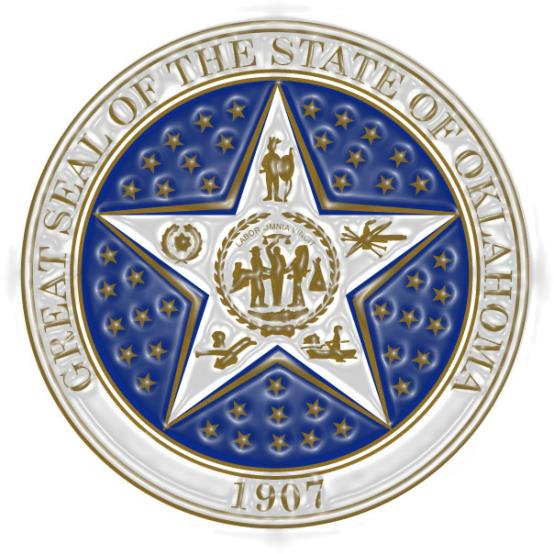 GREAT SEAL OF THE STATE OF OKLAHOMA
LABOR OMNIA VINCIT
1907